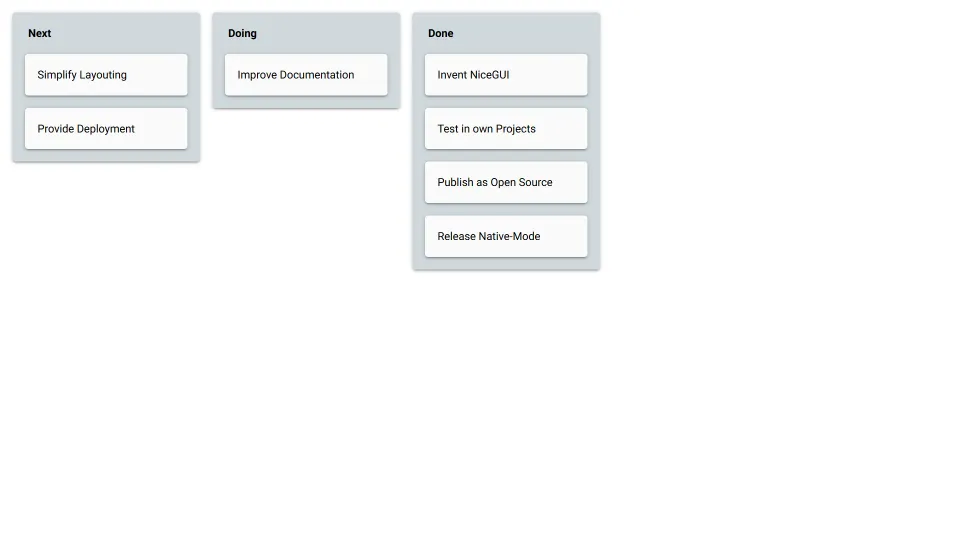 Next
Simplify Layouting
Provide Deployment
Doing
Improve Documentation
Done
Invent NiceGUI
Test in own Projects
Publish as Open Source
Release Native-Mode